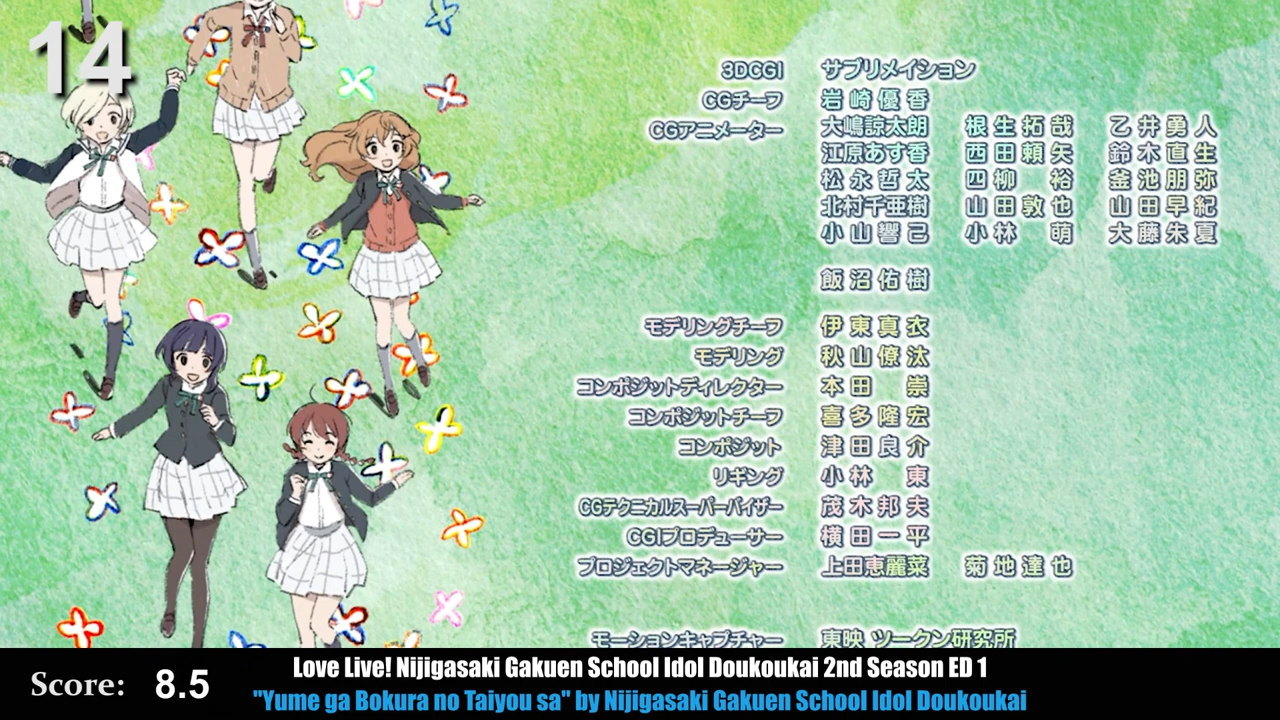 14
3DCGI サブリメイション
CGチーフ 岩崎優香
CGアニメーター 大嶋諒太朗 根生拓哉 乙井勇人
江原あす香 西田頼矢 鈴木直生
松永哲太 四柳 裕 釜池朋弥
北村千亜樹 山田敦也 山田早紀
小山響己 小林 萌 大藤朱夏
飯沼佑樹
モデリングチーフ 伊東真衣
モデリング 秋山僚汰
コンポジットディレクター 本田 崇
コンポジットチーフ 喜多隆宏
コンポジット 津田良介
リギング 小林 東
CGテクニカルスーパーバイザー 茂木邦夫
CGIプロデューサー 横田一平
プロジェクトマネージャー 上田恵麗菜 菊地達也
モーションキャプチャー 東映 ツークン研究所
Score: 8.5
Love Live! Nijigasaki Gakuen School Idol Doukoukai 2nd Season ED 1
"Yume ga Bokura no Taiyou sa" by Nijigasaki Gakuen School Idol Doukoukai